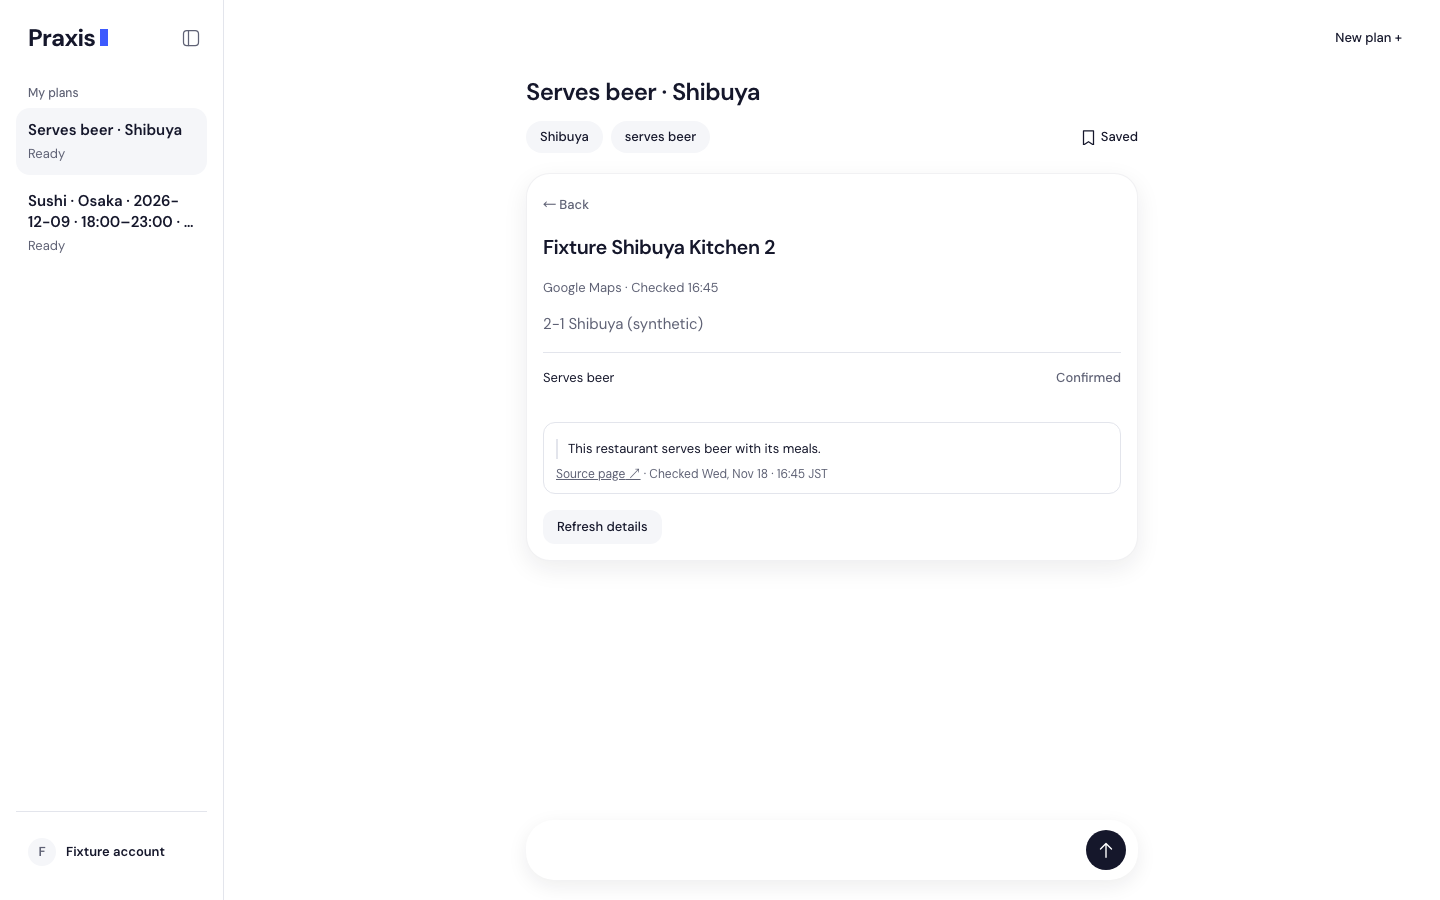 Praxis
New plan +
My plans
Serves beer · Shibuya
Ready
Sushi · Osaka · 2026-
12-09 · 18:00–23:00 · ...
Ready
Serves beer · Shibuya
Shibuya
serves beer
Saved
← Back
Fixture Shibuya Kitchen 2
Google Maps · Checked 16:45
2-1 Shibuya (synthetic)
Serves beer
Confirmed
This restaurant serves beer with its meals.
Source page ↗ · Checked Wed, Nov 18 · 16:45 JST
Refresh details
F
Fixture account